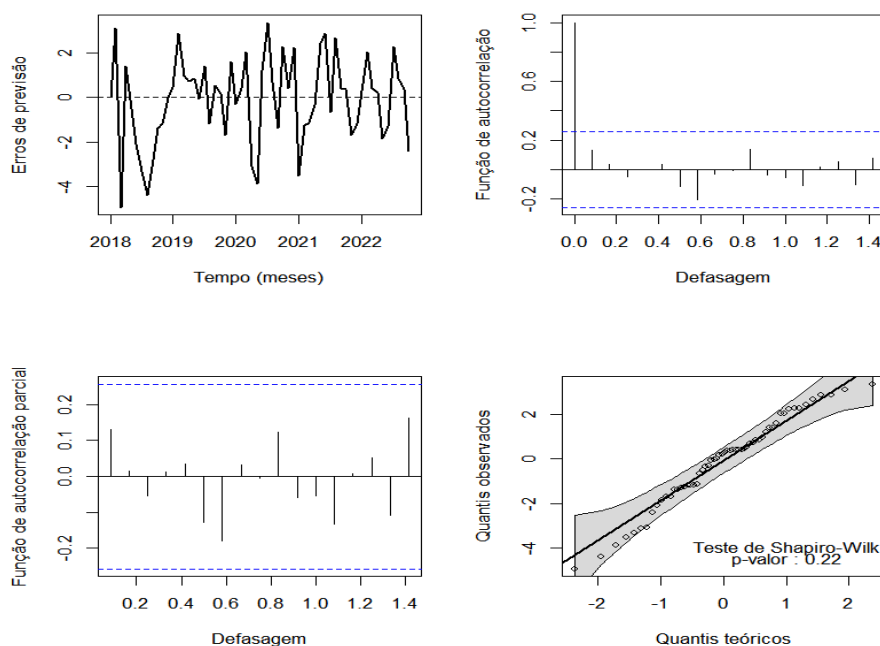 Erros de previsão
2
0
-2
-4
2018 2019 2020 2021 2022
Tempo (meses)
Função de autocorrelação
1.0
0.6
0.2
-0.2
0.0 0.2 0.4 0.6 0.8 1.0 1.2 1.4
Defasagem
Função de autocorrelação parcial
0.2
0.1
0.0
-0.2
0.2 0.4 0.6 0.8 1.0 1.2 1.4
Defasagem
Quantis observados
2
0
-2
-4
Teste de Shapiro-Wilk
p-valor : 0.22
-2 -1 0 1 2
Quantis teóricos